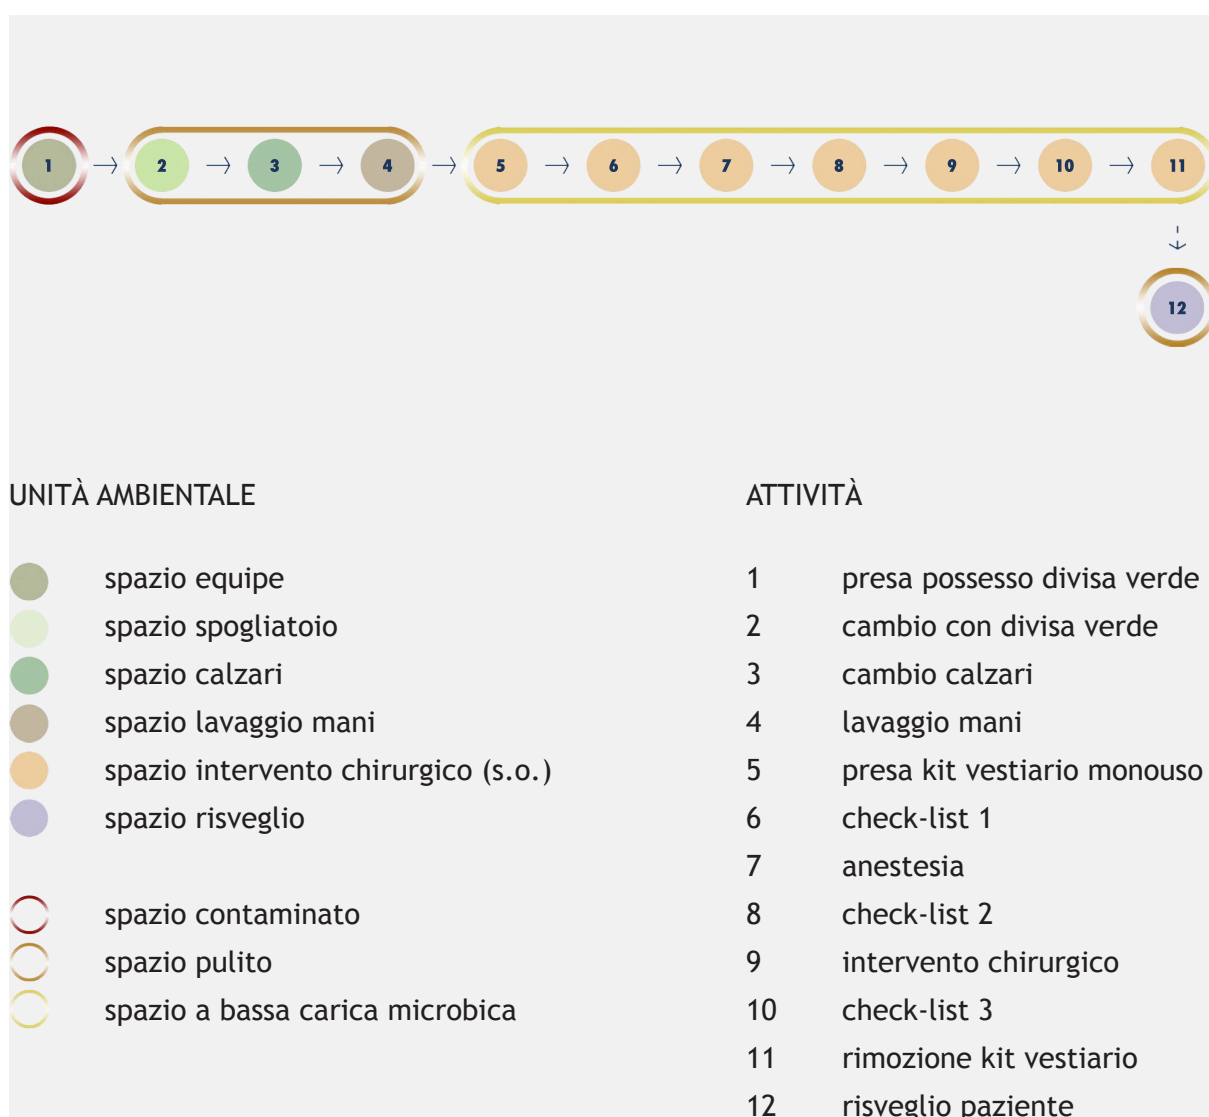 1 2 3 4 5 6 7 8 9 10 11
12
UNITÀ AMBIENTALE
spazio equipe
spazio spogliatoio
spazio calzari
spazio lavaggio mani
spazio intervento chirurgico (s.o.)
spazio risveglio
spazio contaminato
spazio pulito
spazio a bassa carica microbica
ATTIVITÀ
1 presa possesso divisa verde
2 cambio con divisa verde
3 cambio calzari
4 lavaggio mani
5 presa kit vestiario monouso
6 check-list 1
7 anestesia
8 check-list 2
9 intervento chirurgico
10 check-list 3
11 rimozione kit vestiario
12 risveglio paziente